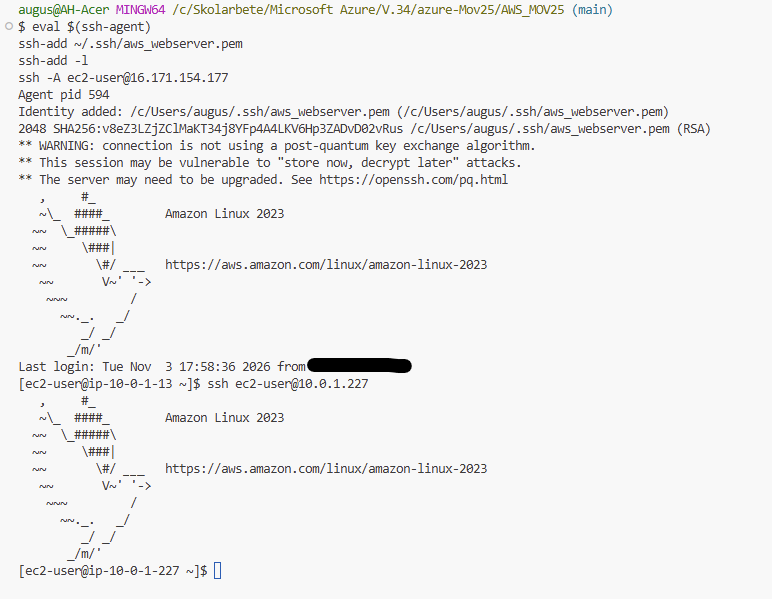 augus@AH-Acer MINGW64 /c/Skolarbete/Microsoft Azure/V.34/azure-Mov25/AWS_MOV25 (main)
$ eval $(ssh-agent)
ssh-add ~/.ssh/aws_webserver.pem
ssh-add -l
ssh -A ec2-user@16.171.154.177
Agent pid 594
Identity added: /c/Users/augus/.ssh/aws_webserver.pem (/c/Users/augus/.ssh/aws_webserver.pem)
2048 SHA256:v8eZ3LZjZClMaKT34j8YFp4A4LKV6Hp3ZADvD02vRus /c/Users/augus/.ssh/aws_webserver.pem (RSA)
** WARNING: connection is not using a post-quantum key exchange algorithm.
** This session may be vulnerable to "store now, decrypt later" attacks.
** The server may need to be upgraded. See https://openssh.com/pq.html
   ,     #_
   ~\_  ####_        Amazon Linux 2023
  ~~  \_#####\
  ~~     \###|
  ~~       \#/ ___   https://aws.amazon.com/linux/amazon-linux-2023
   ~~       V~' '->
    ~~~         /
      ~~._.   _/
         _/ _/
       _/m/'
Last login: Tue Nov  3 17:58:36 2026 from
[ec2-user@ip-10-0-1-13 ~]$ ssh ec2-user@10.0.1.227
   ,     #_
   ~\_  ####_        Amazon Linux 2023
  ~~  \_#####\
  ~~     \###|
  ~~       \#/ ___   https://aws.amazon.com/linux/amazon-linux-2023
   ~~       V~' '->
    ~~~         /
      ~~._.   _/
         _/ _/
       _/m/'
[ec2-user@ip-10-0-1-227 ~]$